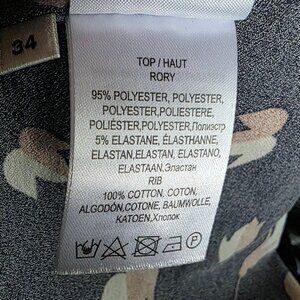 34
TOP / HAUT
RORY
95% POLYESTER, POLYESTER,
POLYESTER,POLIESTERE,
POLIÉSTER,POLYESTER,Полиэстр
5% ELASTANE, ÉLASTHANNE,
ELASTAN,ELASTAN, ELASTANO,
ELASTAAN.Эластан
RIB
100% COTTON. COTON,
ALGODÓN,COTONE, BAUMWOLLE,
KATOEN,Хлопок
P